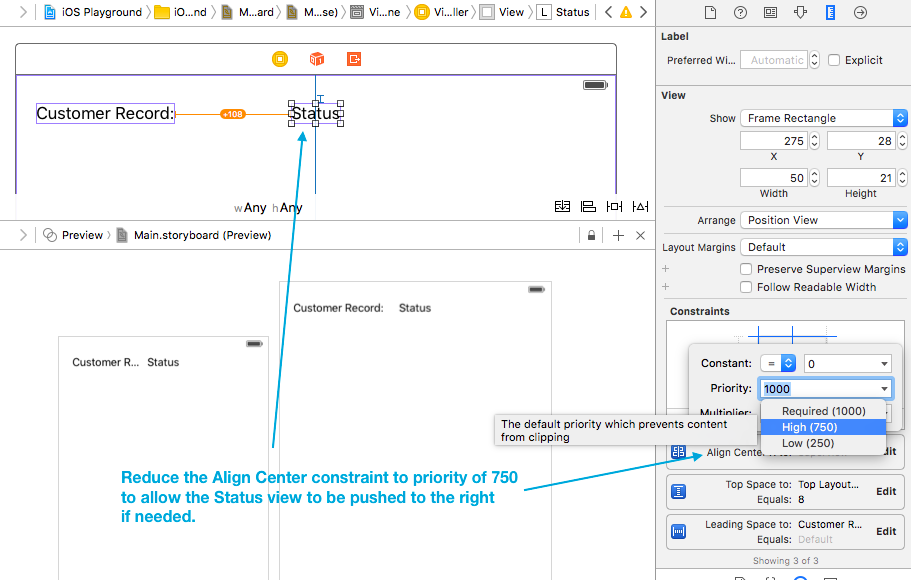 iOS Playground iO...nd M...ard M...se) Vi...ne Vi...ller View L Status
Label
Preferred Wi... Automatic Explicit
View
Show Frame Rectangle
275 28
X Y
50 21
Width Height
Arrange Position View
Layout Margins Default
Preserve Superview Margins
Follow Readable Width
Constraints
Customer Record: +108 Status
wAny hAny
Preview Main.storyboard (Preview)
Customer Record: Status
Customer R... Status
Constant: = 0
Priority: 1000
Multiplier:
Required (1000)
High (750)
Low (250)
The default priority which prevents content
from clipping
Align Center
Edit
Top Space to: Top Layout...
Equals: 8
Edit
Leading Space to: Customer R...
Equals: Default
Edit
Showing 3 of 3
Reduce the Align Center constraint to priority of 750
to allow the Status view to be pushed to the right
if needed.